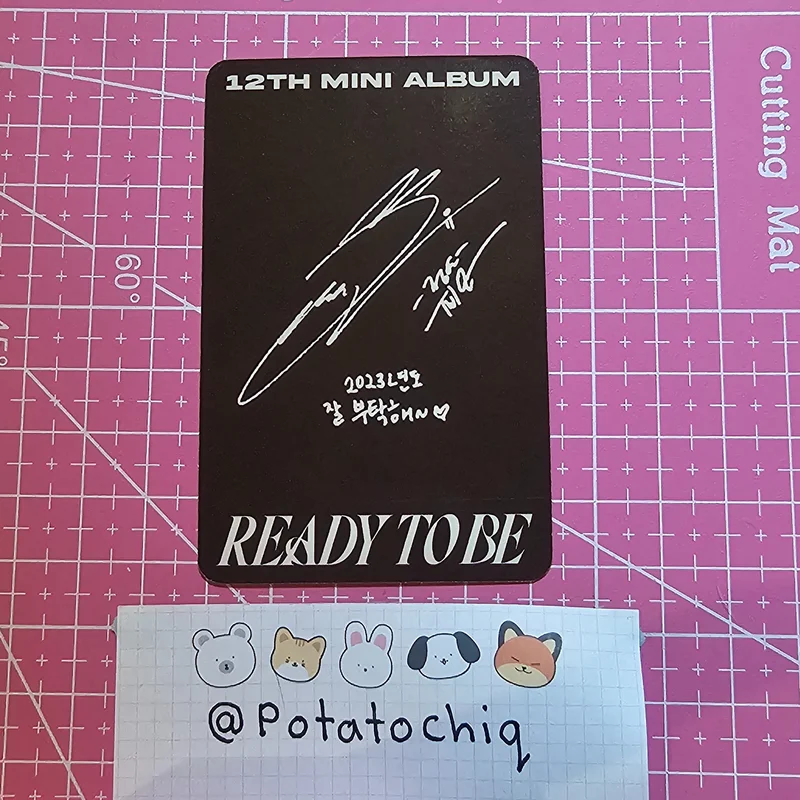 12TH MINI ALBUM
2023년도
잘 부탁해~ ♡
READY TO BE
@Potatochiq
Cutting Mat
60°
45°